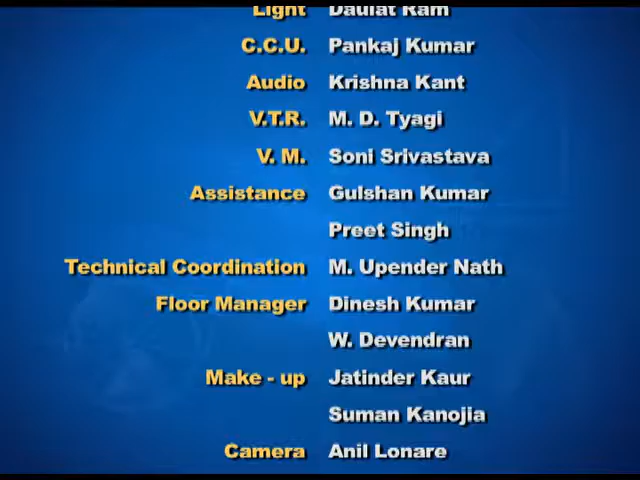 Light Daulat Ram
C.C.U. Pankaj Kumar
Audio Krishna Kant
V.T.R. M. D. Tyagi
V. M. Soni Srivastava
Assistance Gulshan Kumar
Preet Singh
Technical Coordination M. Upender Nath
Floor Manager Dinesh Kumar
W. Devendran
Make - up Jatinder Kaur
Suman Kanojia
Camera Anil Lonare